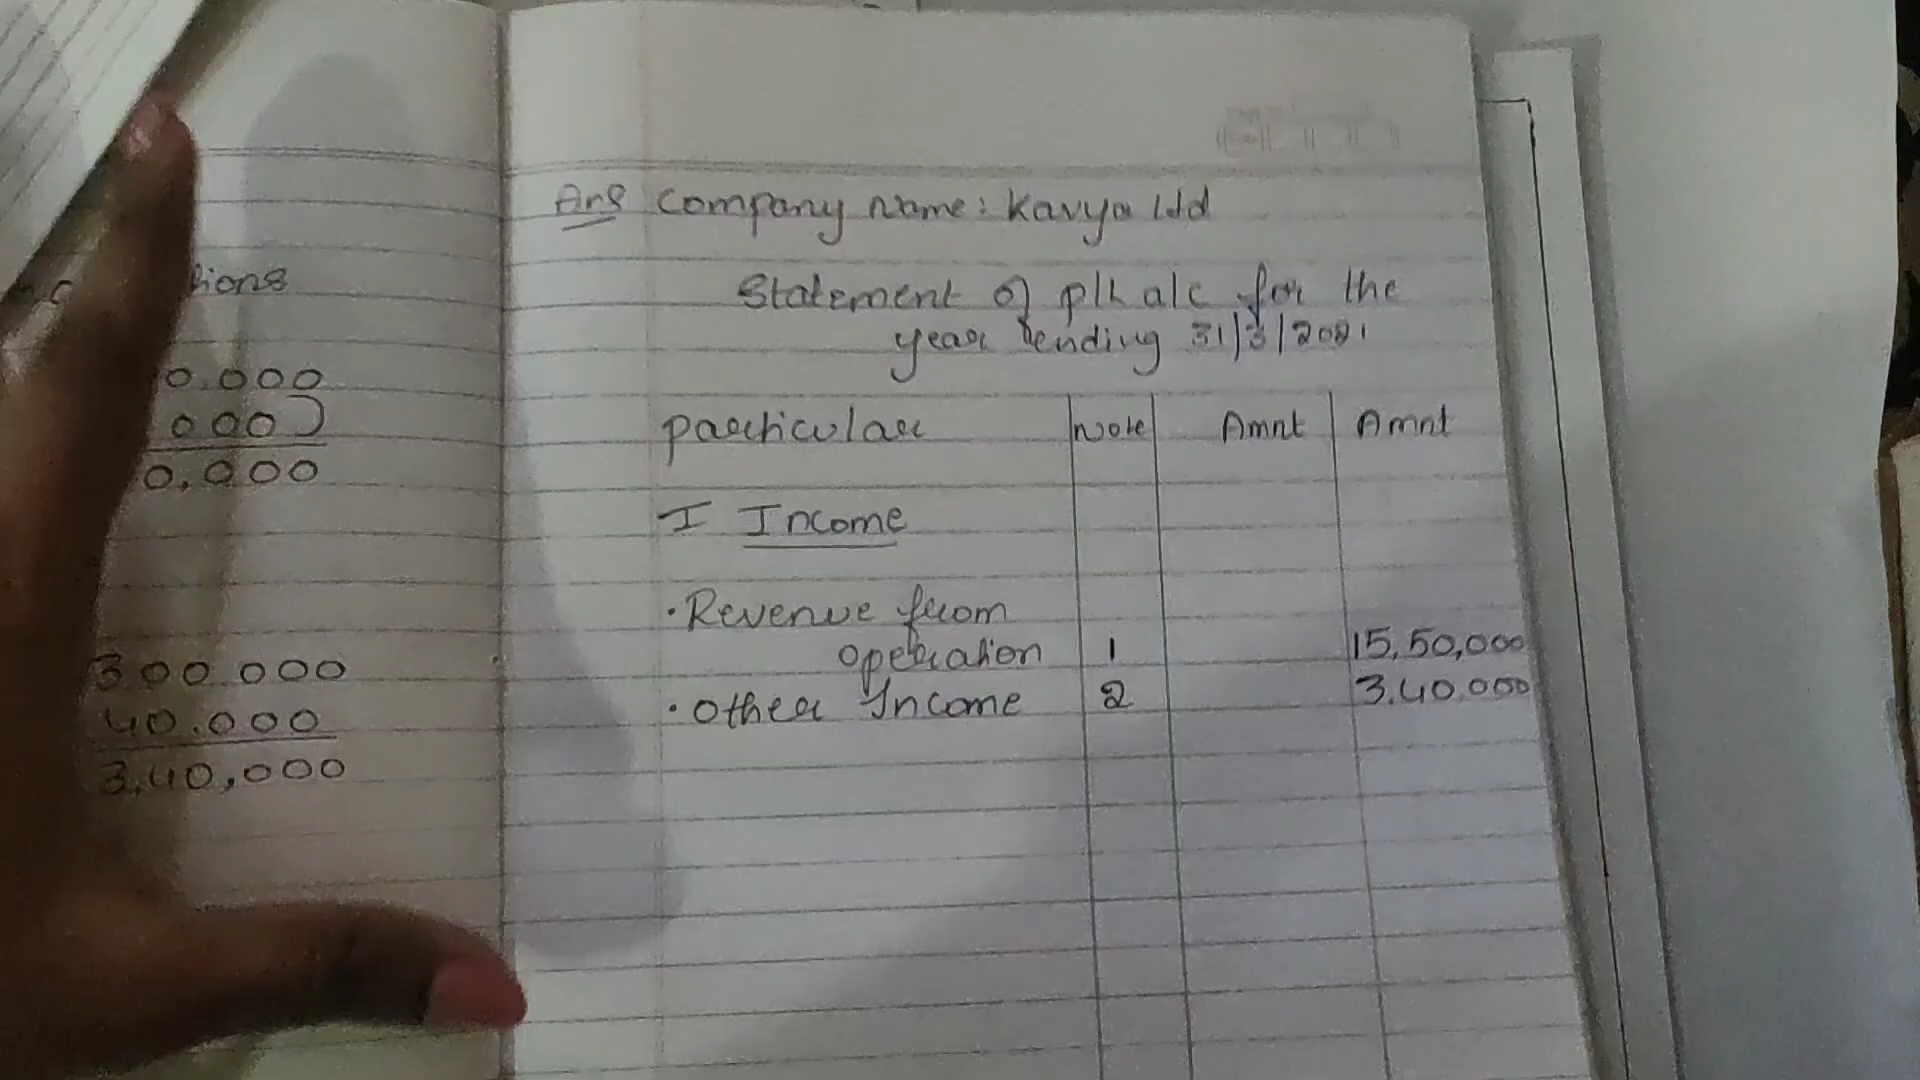 0.000
000)
0,000
300.000
40.000
3,40,000
Ans Company Name: Kavya Ltd
Statement of p/L a/c for the
year ending 31/3/2021
Particular Note Amnt Amnt
I Income
• Revenue from
operation 1 15,50,000
• Other Income 2 3.40.000